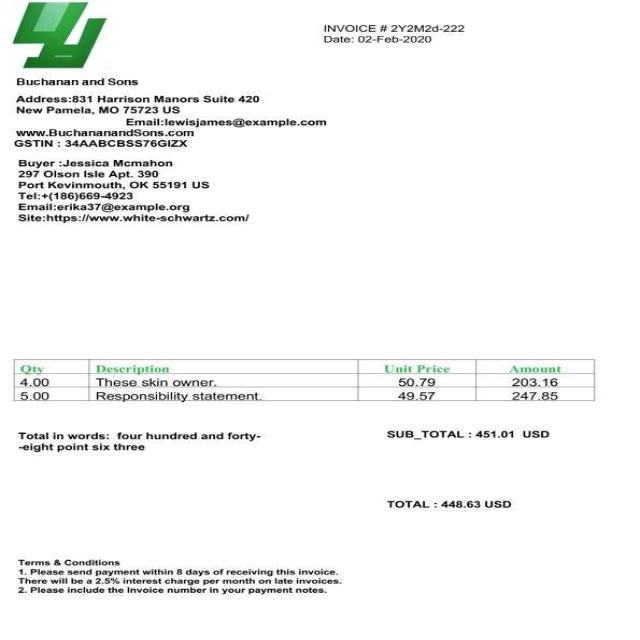 INVOICE # 2Y2M2d-222
Date: 02-Feb-2020
Buchanan and Sons
Address:831 Harrison Manors Suite 420
New Pamela, MO 75723 US
Email:lewisjames@example.com
www.BuchananandSons.com
GSTIN : 34AABCBSS76GIZX
Buyer :Jessica Mcmahon
297 Olson Isle Apt. 390
Port Kevinmouth, OK 55191 US
Tel:+(186)669-4923
Email:erika37@example.org
Site:https://www.white-schwartz.com/
Qty Description Unit Price Amount
4.00 These skin owner. 50.79 203.16
5.00 Responsibility statement. 49.57 247.85
Total in words: four hundred and forty-
-eight point six three
SUB_TOTAL : 451.01 USD
TOTAL : 448.63 USD
Terms & Conditions
1. Please send payment within 8 days of receiving this invoice.
There will be a 2.5% interest charge per month on late invoices.
2. Please include the Invoice number in your payment notes.